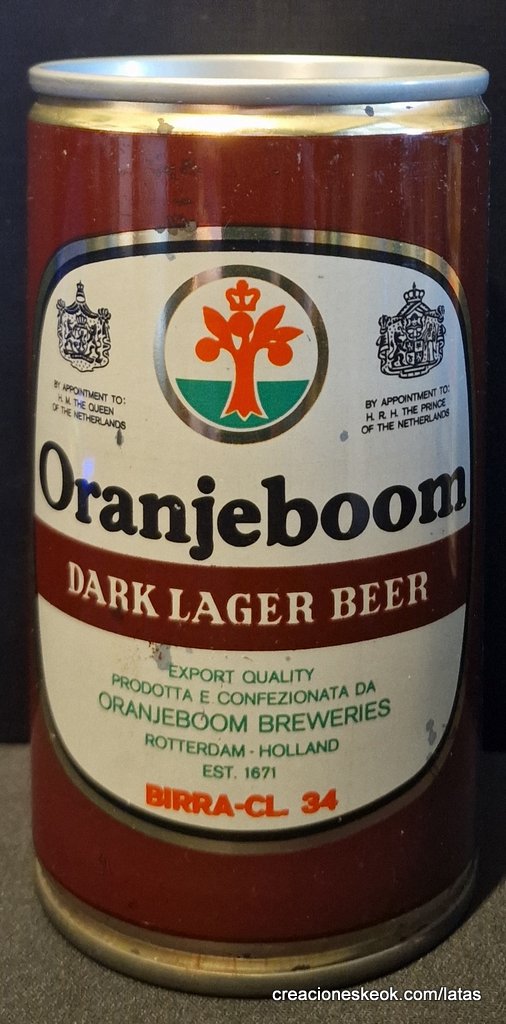 BY APPOINTMENT TO:
H. M. THE QUEEN
OF THE NETHERLANDS
BY APPOINTMENT TO:
H. R. H. THE PRINCE
OF THE NETHERLANDS
Oranjeboom
DARK LAGER BEER
EXPORT QUALITY
PRODOTTA E CONFEZIONATA DA
ORANJEBOOM BREWERIES
ROTTERDAM - HOLLAND
EST. 1671
BIRRA-CL. 34
creacioneskeok.com/latas